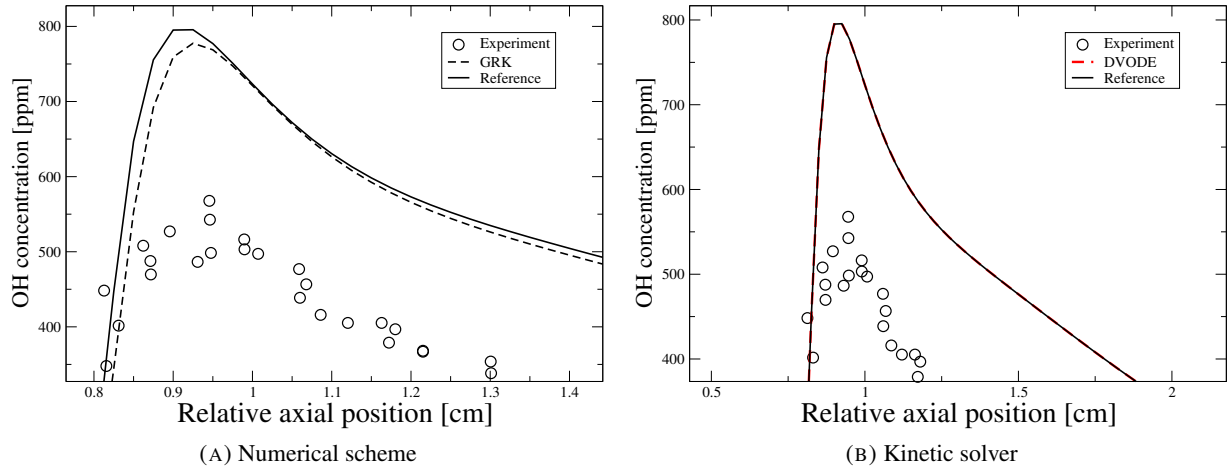 800
700
600
500
400
OH concentration [ppm]
0.8 0.9 1 1.1 1.2 1.3 1.4
Relative axial position [cm]
Experiment
GRK
Reference
(A) Numerical scheme
800
700
600
500
400
OH concentration [ppm]
0.5 1 1.5 2
Relative axial position [cm]
Experiment
DVODE
Reference
(B) Kinetic solver